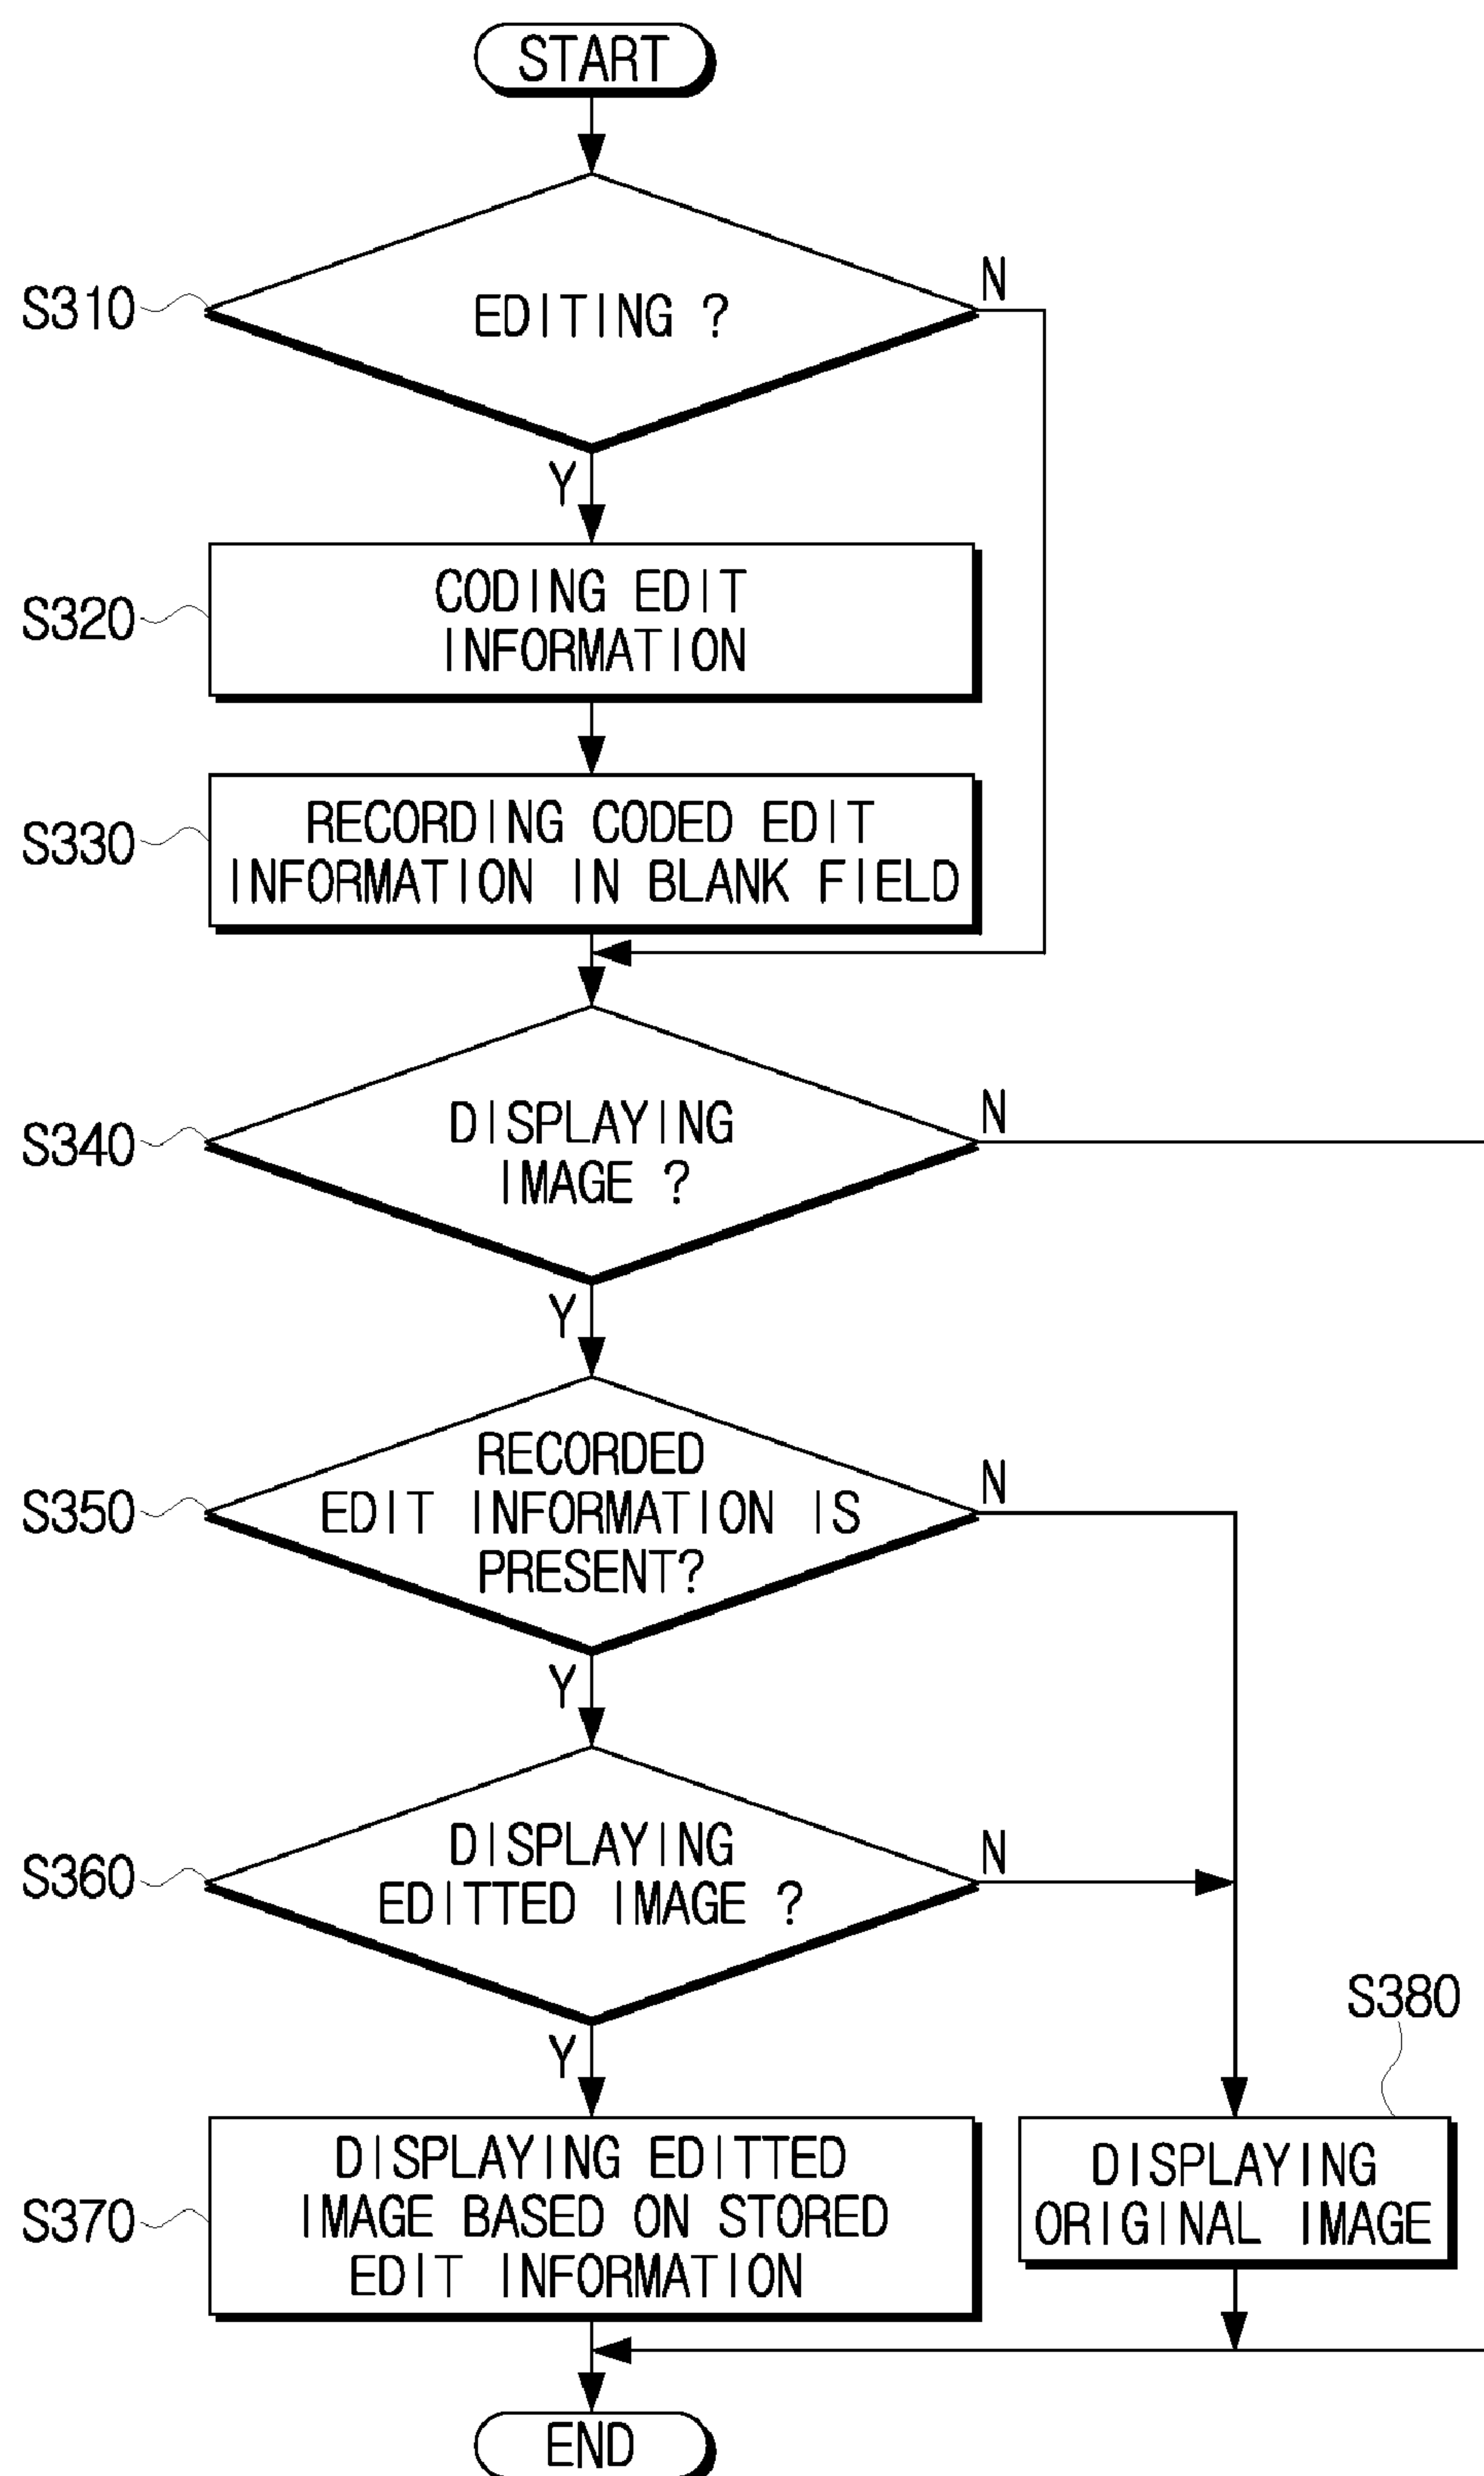 START
S310
EDITING ?
N
Y
S320
CODING EDIT
INFORMATION
S330
RECORDING CODED EDIT
INFORMATION IN BLANK FIELD
S340
DISPLAYING
IMAGE ?
N
Y
S350
RECORDED
EDIT INFORMATION IS
PRESENT?
N
Y
S360
DISPLAYING
EDITTED IMAGE ?
N
Y
S370
DISPLAYING EDITTED
IMAGE BASED ON STORED
EDIT INFORMATION
S380
DISPLAYING
ORIGINAL IMAGE
END